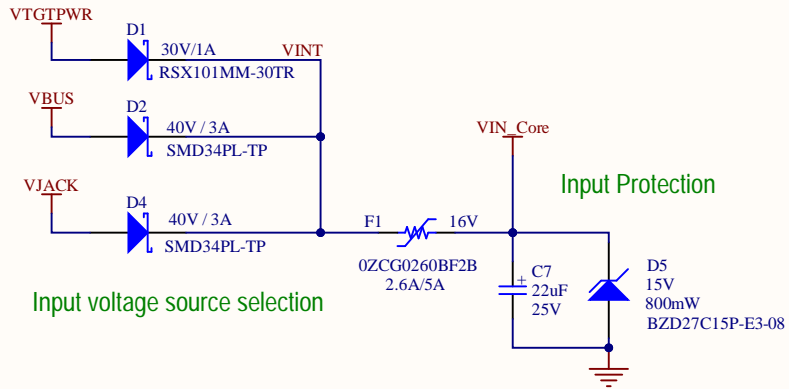 VTGTPWR
D1
30V/1A
VINT
RSX101MM-30TR
VBUS
D2
40V / 3A
SMD34PL-TP
VIN_Core
Input Protection
VJACK
D4
40V / 3A
SMD34PL-TP
F1
16V
0ZCG0260BF2B
2.6A/5A
+
C7
22uF
25V
D5
15V
800mW
BZD27C15P-E3-08
Input voltage source selection